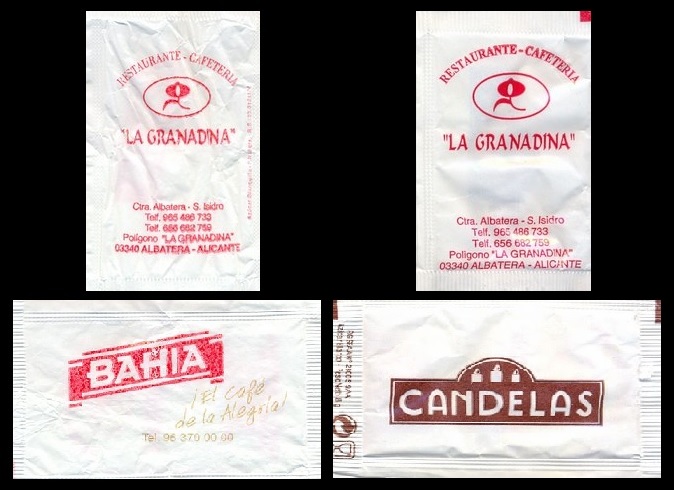 RESTAURANTE - CAFETERIA
"LA GRANADINA"
Ctra. Albatera - S. Isidro
Telf. 965 486 733
Telf. 656 682 759
Polígono "LA GRANADINA"
03340 ALBATERA - ALICANTE
RESTAURANTE - CAFETERIA
"LA GRANADINA"
Ctra. Albatera - S. Isidro
Telf. 965 486 733
Telf. 656 682 759
Polígono "LA GRANADINA"
03340 ALBATERA - ALICANTE
BAHIA
¡El Café
de la Alegría!
Tel. 96 370 00 00
CANDELAS